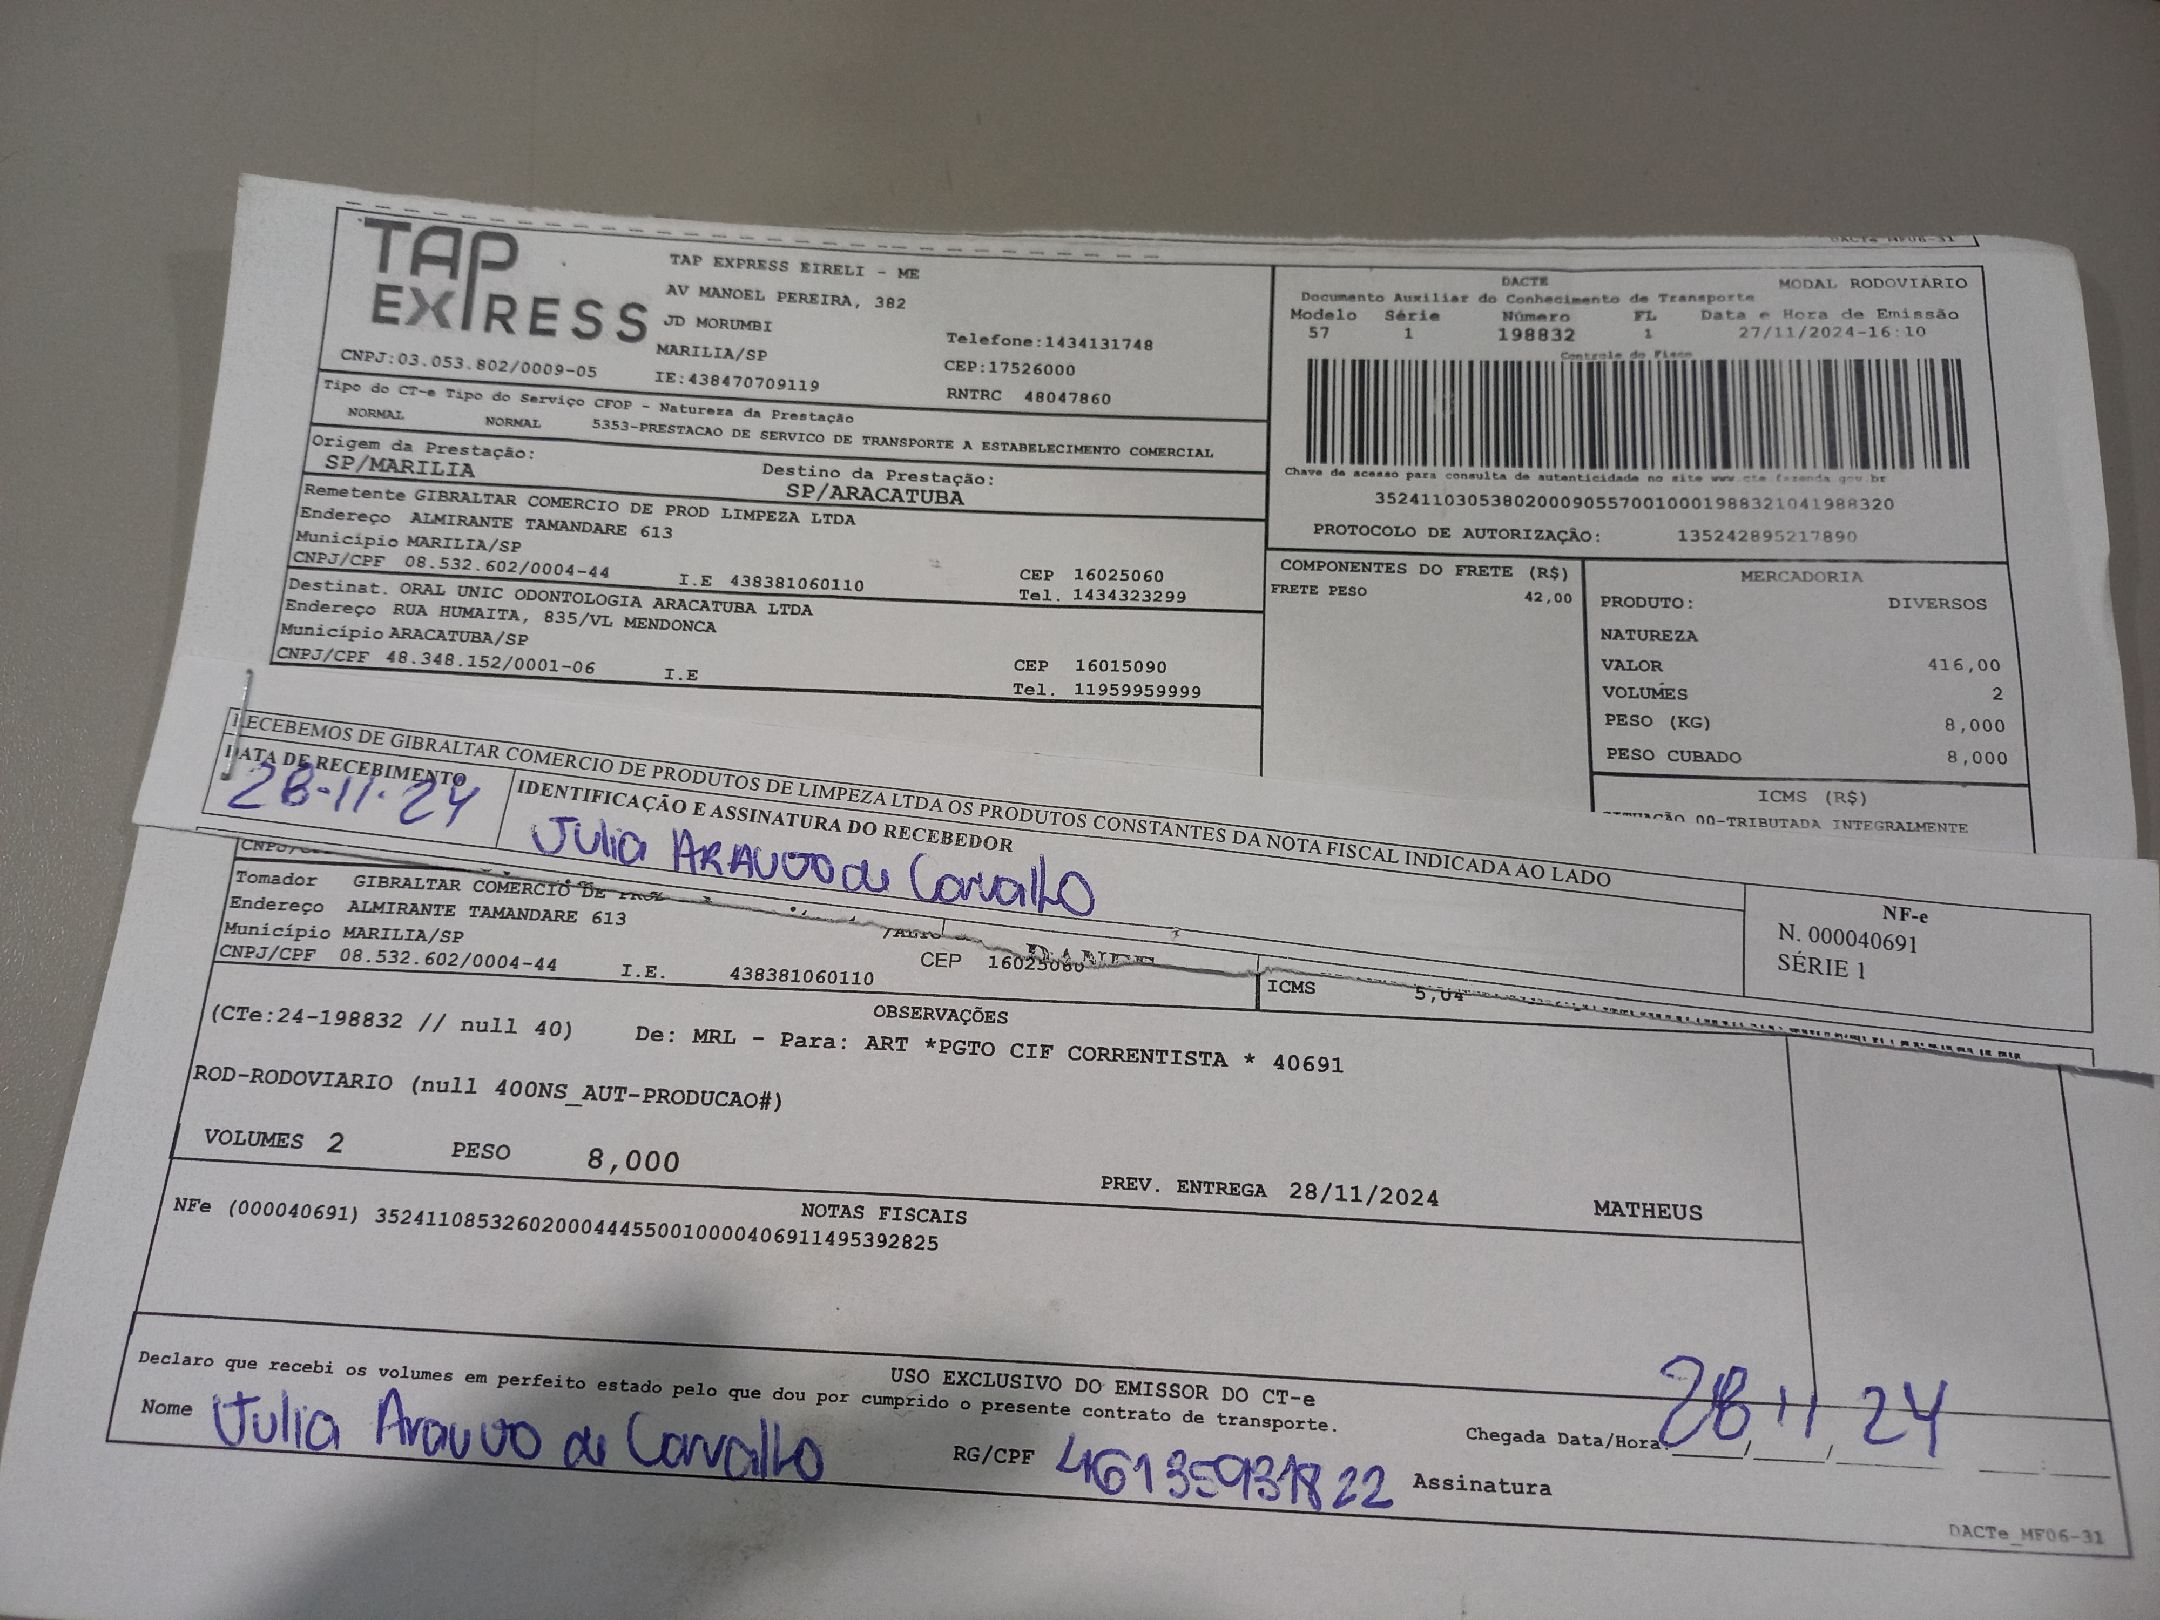 TAP EXPRESS
TAP EXPRESS EIRELI - ME
AV MANOEL PEREIRA, 382
JD MORUMBI
MARILIA/SP
IE:438470709119
Telefone:1434131748
CEP:17526000
RNTRC 48047860
CNPJ:03.053.802/0009-05
Tipo do CT-e Tipo do Serviço CFOP - Natureza da Prestação
NORMAL NORMAL 5353-PRESTACAO DE SERVICO DE TRANSPORTE A ESTABELECIMENTO COMERCIAL
Origem da Prestação:
SP/MARILIA
Destino da Prestação:
SP/ARACATUBA
Remetente GIBRALTAR COMERCIO DE PROD LIMPEZA LTDA
Endereço ALMIRANTE TAMANDARE 613
Município MARILIA/SP
CEP 16025060
CNPJ/CPF 08.532.602/0004-44 I.E 438381060110 Tel. 1434323299
Destinat. ORAL UNIC ODONTOLOGIA ARACATUBA LTDA
Endereço RUA HUMAITA, 835/VL MENDONCA
Município ARACATUBA/SP
CEP 16015090
CNPJ/CPF 48.348.152/0001-06 I.E Tel. 11959959999
DACTe_MF06-31
DACTE MODAL RODOVIARIO
Documento Auxiliar do Conhecimento de Transporte
Modelo Série Número FL Data e Hora de Emissão
57 1 198832 1 27/11/2024-16:10
Controle do Fisco
Chave de acesso para consulta de autenticidade no site www.cte.fazenda.gov.br
35241103053802000905570010001988321041988320
PROTOCOLO DE AUTORIZAÇÃO: 135242895217890
COMPONENTES DO FRETE (R$)
FRETE PESO 42,00
MERCADORIA
PRODUTO: DIVERSOS
NATUREZA
VALOR 416,00
VOLUMES 2
PESO (KG) 8,000
PESO CUBADO 8,000
ICMS (R$)
SITUAÇÃO 00-TRIBUTADA INTEGRALMENTE
RECEBEMOS DE GIBRALTAR COMERCIO DE PRODUTOS DE LIMPEZA LTDA OS PRODUTOS CONSTANTES DA NOTA FISCAL INDICADA AO LADO
DATA DE RECEBIMENTO
28-11-24
IDENTIFICAÇÃO E ASSINATURA DO RECEBEDOR
Julia Araujo de Carvalho
NF-e
N. 000040691
SÉRIE 1
CNPJ/
Tomador GIBRALTAR COMERCIO DE PROD
Endereço ALMIRANTE TAMANDARE 613
Município MARILIA/SP
CEP 16025060
CNPJ/CPF 08.532.602/0004-44 I.E. 438381060110
DANFE
ICMS 5,04
OBSERVAÇÕES
(CTe:24-198832 // null 40) De: MRL - Para: ART *PGTO CIF CORRENTISTA * 40691
ROD-RODOVIARIO (null 400NS_AUT-PRODUCAO#)
VOLUMES 2 PESO 8,000
PREV. ENTREGA 28/11/2024 MATHEUS
NOTAS FISCAIS
NFe (000040691) 35241108532602000444550010000406911495392825
USO EXCLUSIVO DO EMISSOR DO CT-e
Declaro que recebi os volumes em perfeito estado pelo que dou por cumprido o presente contrato de transporte.
Nome Julia Araujo de Carvalho RG/CPF 46135931822 Assinatura
Chegada Data/Hora: 28/11/24
DACTe_MF06-31